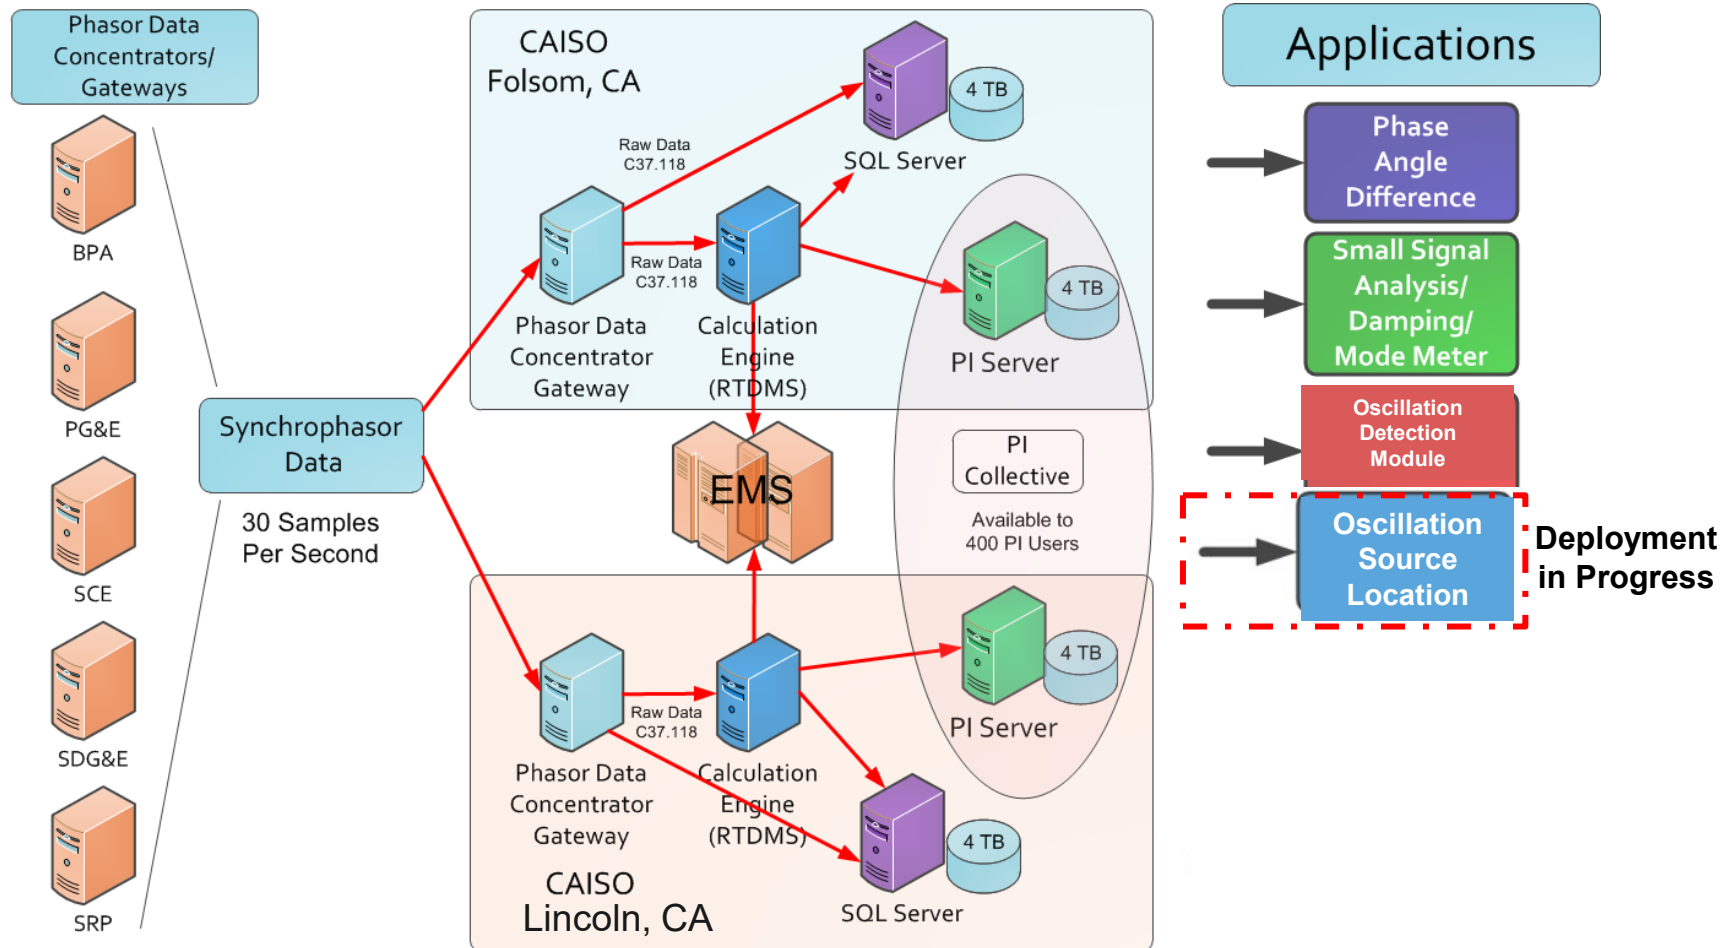 Phasor Data
Concentrators/
Gateways
BPA
PG&E
SCE
SDG&E
SRP
Synchrophasor
Data
30 Samples
Per Second
CAISO
Folsom, CA
Raw Data
C37.118
Raw Data
C37.118
Phasor Data
Concentrator
Gateway
Calculation
Engine
(RTDMS)
SQL Server
4 TB
PI Server
4 TB
EMS
PI
Collective
Available to
400 PI Users
Raw Data
C37.118
Phasor Data
Concentrator
Gateway
Calculation
Engine
(RTDMS)
PI Server
4 TB
SQL Server
4 TB
CAISO
Lincoln, CA
Applications
Phase
Angle
Difference
Small Signal
Analysis/
Damping/
Mode Meter
Oscillation
Detection
Module
Oscillation
Source
Location
Deployment
in Progress